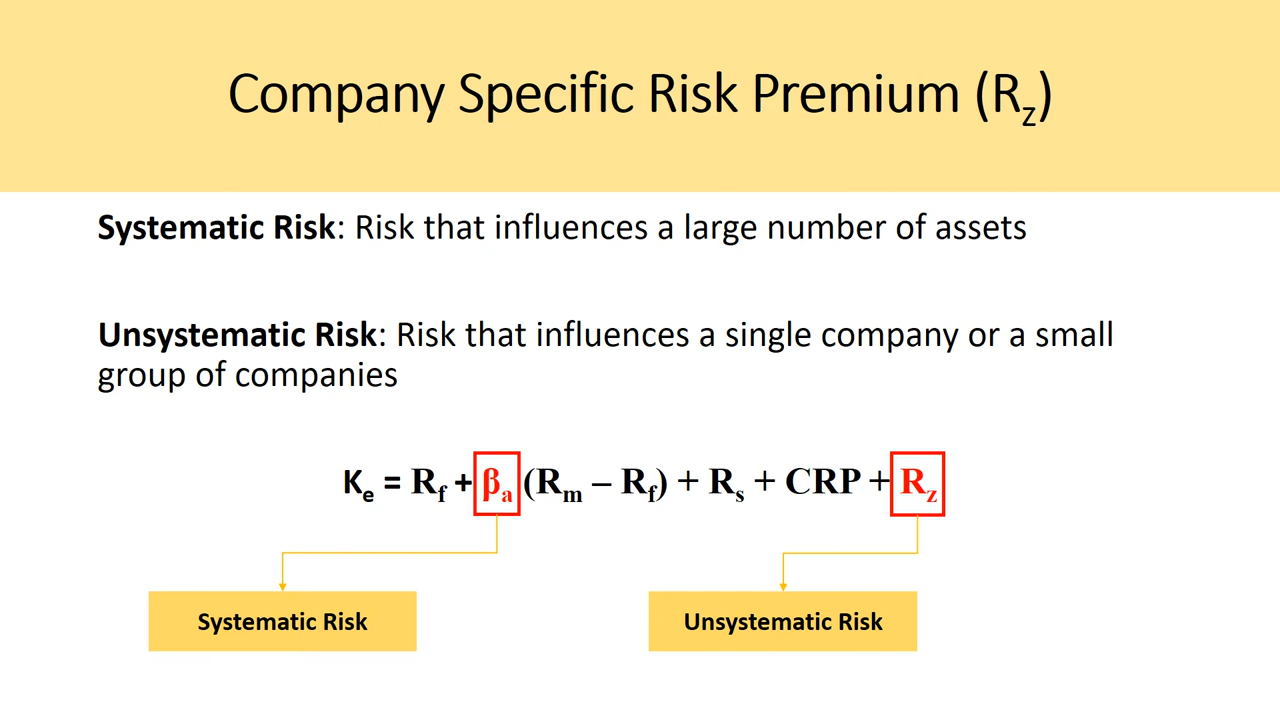 Company Specific Risk Premium (Rz)
Systematic Risk: Risk that influences a large number of assets
Unsystematic Risk: Risk that influences a single company or a small
group of companies
Ke = Rf + βa (Rm – Rf) + Rs + CRP + Rz
Systematic Risk
Unsystematic Risk